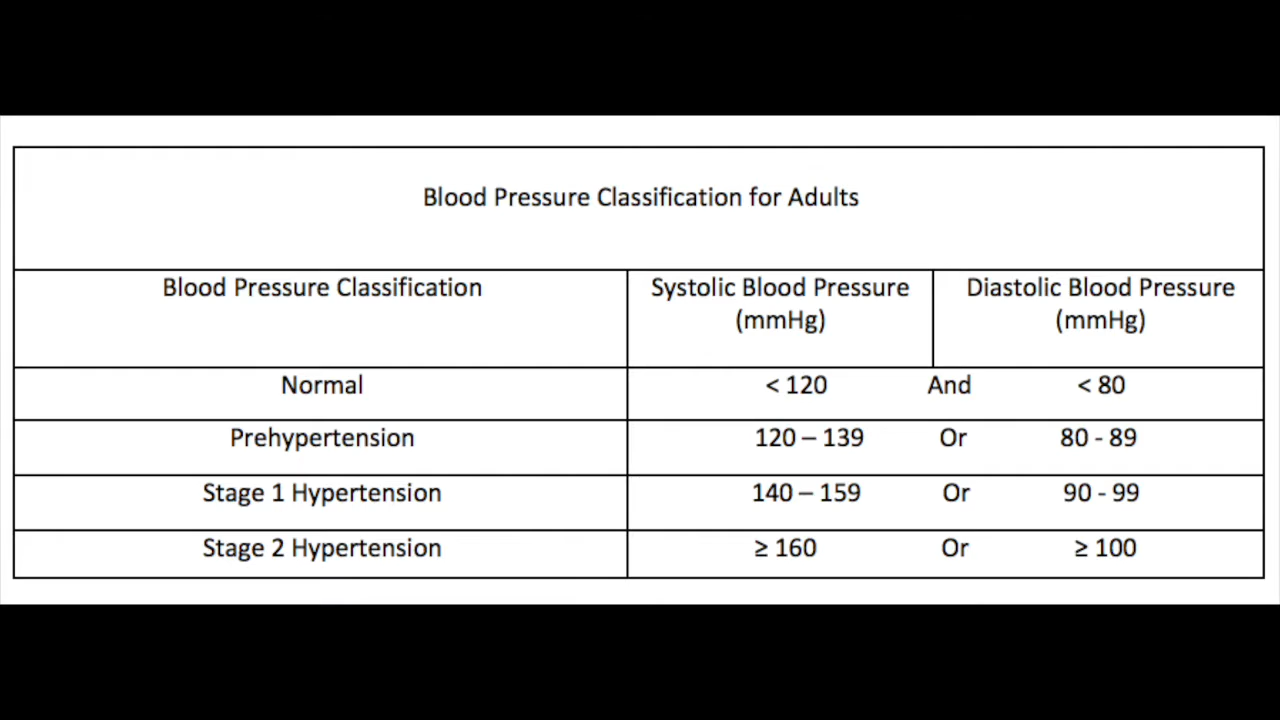 Blood Pressure Classification for Adults
Blood Pressure Classification
Systolic Blood Pressure
(mmHg)
Diastolic Blood Pressure
(mmHg)
Normal < 120 And < 80
Prehypertension 120 – 139 Or 80 - 89
Stage 1 Hypertension 140 – 159 Or 90 - 99
Stage 2 Hypertension ≥ 160 Or ≥ 100